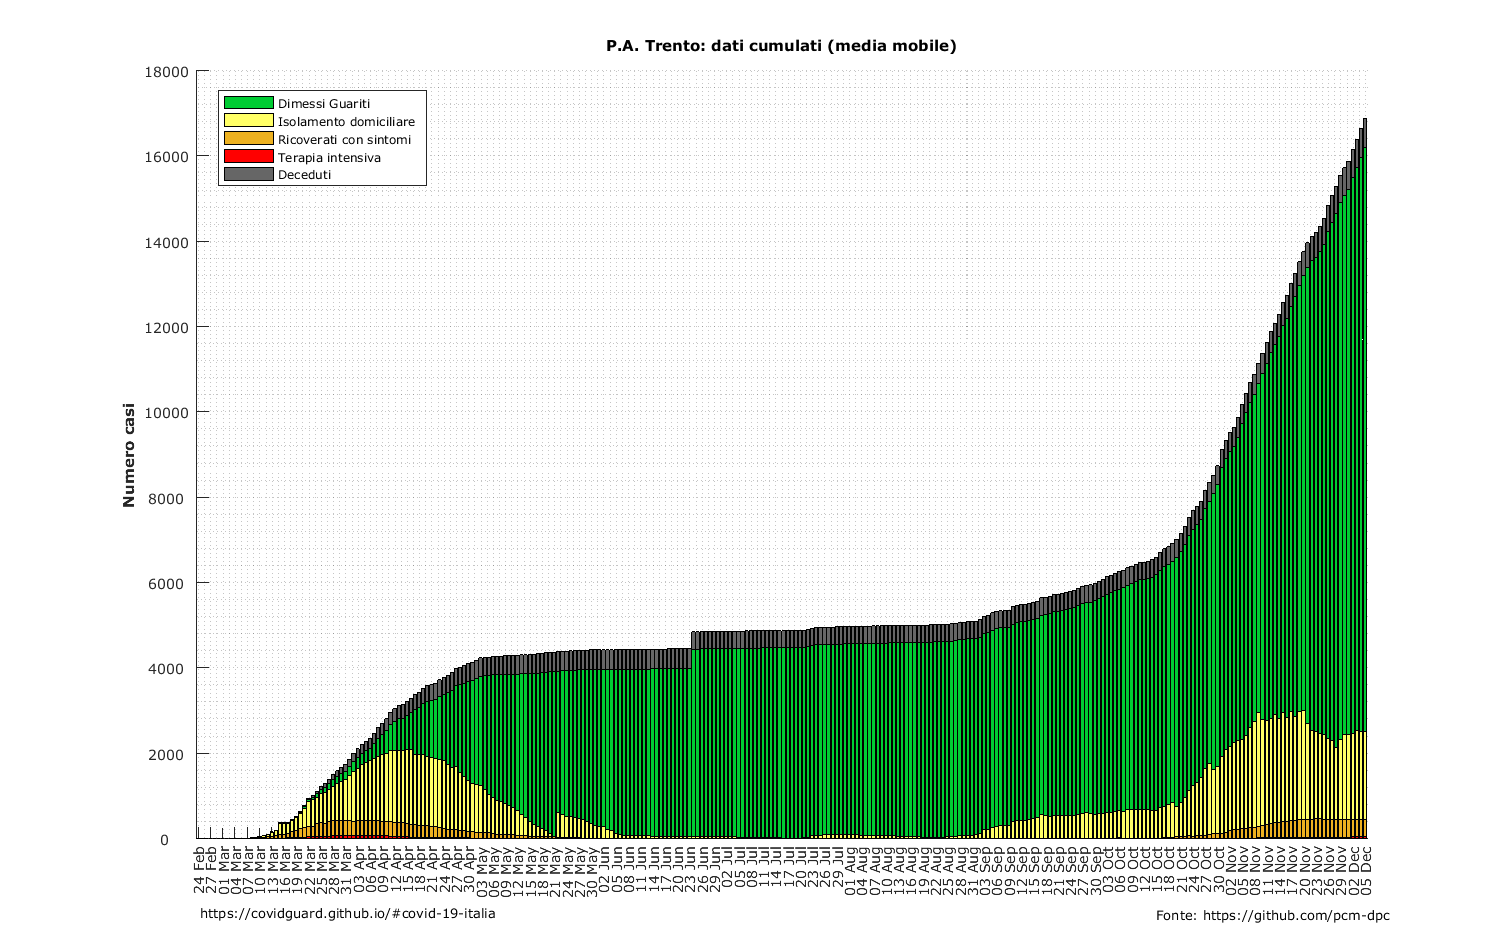 P.A. Trento: dati cumulati (media mobile)
18000
16000
14000
12000
10000
8000
6000
4000
2000
0
Numero casi
Dimessi Guariti
Isolamento domiciliare
Ricoverati con sintomi
Terapia intensiva
Deceduti
24 Feb
27 Feb
01 Mar
04 Mar
07 Mar
10 Mar
13 Mar
16 Mar
19 Mar
22 Mar
25 Mar
28 Mar
31 Mar
03 Apr
06 Apr
09 Apr
12 Apr
15 Apr
18 Apr
21 Apr
24 Apr
27 Apr
30 Apr
03 May
06 May
09 May
12 May
15 May
18 May
21 May
24 May
27 May
30 May
02 Jun
05 Jun
08 Jun
11 Jun
14 Jun
17 Jun
20 Jun
23 Jun
26 Jun
29 Jun
02 Jul
05 Jul
08 Jul
11 Jul
14 Jul
17 Jul
20 Jul
23 Jul
26 Jul
29 Jul
01 Aug
04 Aug
07 Aug
10 Aug
13 Aug
16 Aug
19 Aug
22 Aug
25 Aug
28 Aug
31 Aug
03 Sep
06 Sep
09 Sep
12 Sep
15 Sep
18 Sep
21 Sep
24 Sep
27 Sep
30 Sep
03 Oct
06 Oct
09 Oct
12 Oct
15 Oct
18 Oct
21 Oct
24 Oct
27 Oct
30 Oct
02 Nov
05 Nov
08 Nov
11 Nov
14 Nov
17 Nov
20 Nov
23 Nov
26 Nov
29 Nov
02 Dec
05 Dec
https://covidguard.github.io/#covid-19-italia
Fonte: https://github.com/pcm-dpc